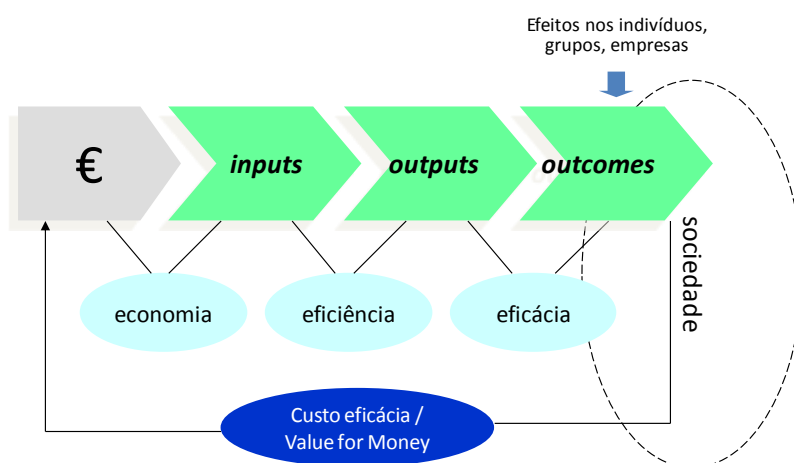 Efeitos nos indivíduos,
grupos, empresas
€
inputs
outputs
outcomes
sociedade
economia
eficiência
eficácia
Custo eficácia /
Value for Money